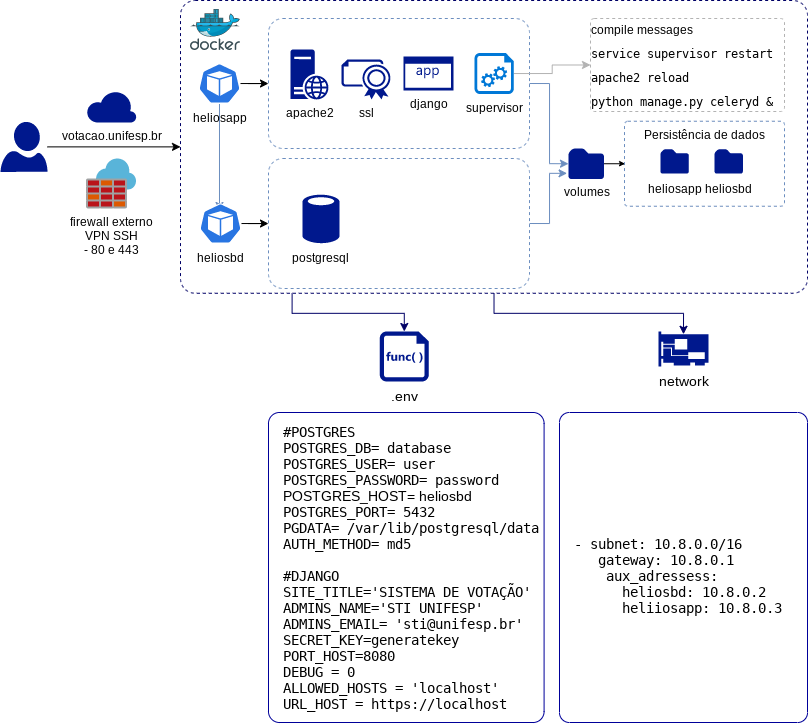 docker
heliosapp
apache2
ssl
app
django
supervisor
compile messages
service supervisor restart
apache2 reload
python manage.py celeryd &
votacao.unifesp.br
firewall externo
VPN SSH
- 80 e 443
heliosbd
postgresql
volumes
Persistência de dados
heliosapp heliosbd
func( )
.env
network
#POSTGRES
POSTGRES_DB= database
POSTGRES_USER= user
POSTGRES_PASSWORD= password
POSTGRES_HOST= heliosbd
POSTGRES_PORT= 5432
PGDATA= /var/lib/postgresql/data
AUTH_METHOD= md5
#DJANGO
SITE_TITLE='SISTEMA DE VOTAÇÃO'
ADMINS_NAME='STI UNIFESP'
ADMINS_EMAIL= 'sti@unifesp.br'
SECRET_KEY=generatekey
PORT_HOST=8080
DEBUG = 0
ALLOWED_HOSTS = 'localhost'
URL_HOST = https://localhost
- subnet: 10.8.0.0/16
gateway: 10.8.0.1
aux_adressess:
heliosbd: 10.8.0.2
heliiosapp: 10.8.0.3